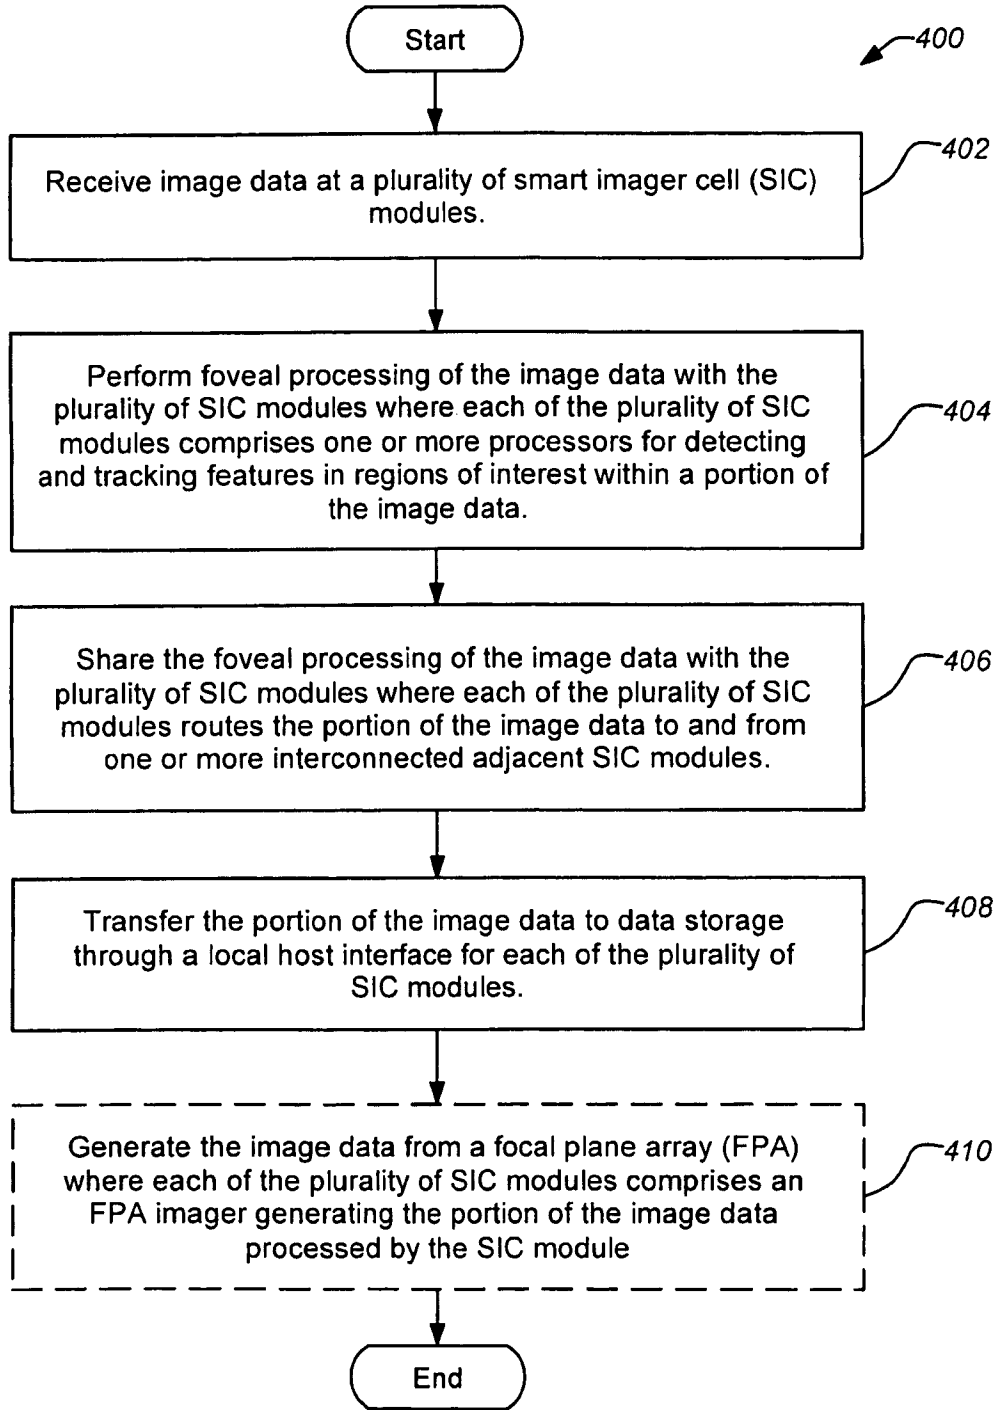 Start
400
Receive image data at a plurality of smart imager cell (SIC)
modules.
402
Perform foveal processing of the image data with the
plurality of SIC modules where each of the plurality of SIC
modules comprises one or more processors for detecting
and tracking features in regions of interest within a portion of
the image data.
404
Share the foveal processing of the image data with the
plurality of SIC modules where each of the plurality of SIC
modules routes the portion of the image data to and from
one or more interconnected adjacent SIC modules.
406
Transfer the portion of the image data to data storage
through a local host interface for each of the plurality of
SIC modules.
408
Generate the image data from a focal plane array (FPA)
where each of the plurality of SIC modules comprises an
FPA imager generating the portion of the image data
processed by the SIC module
410
End